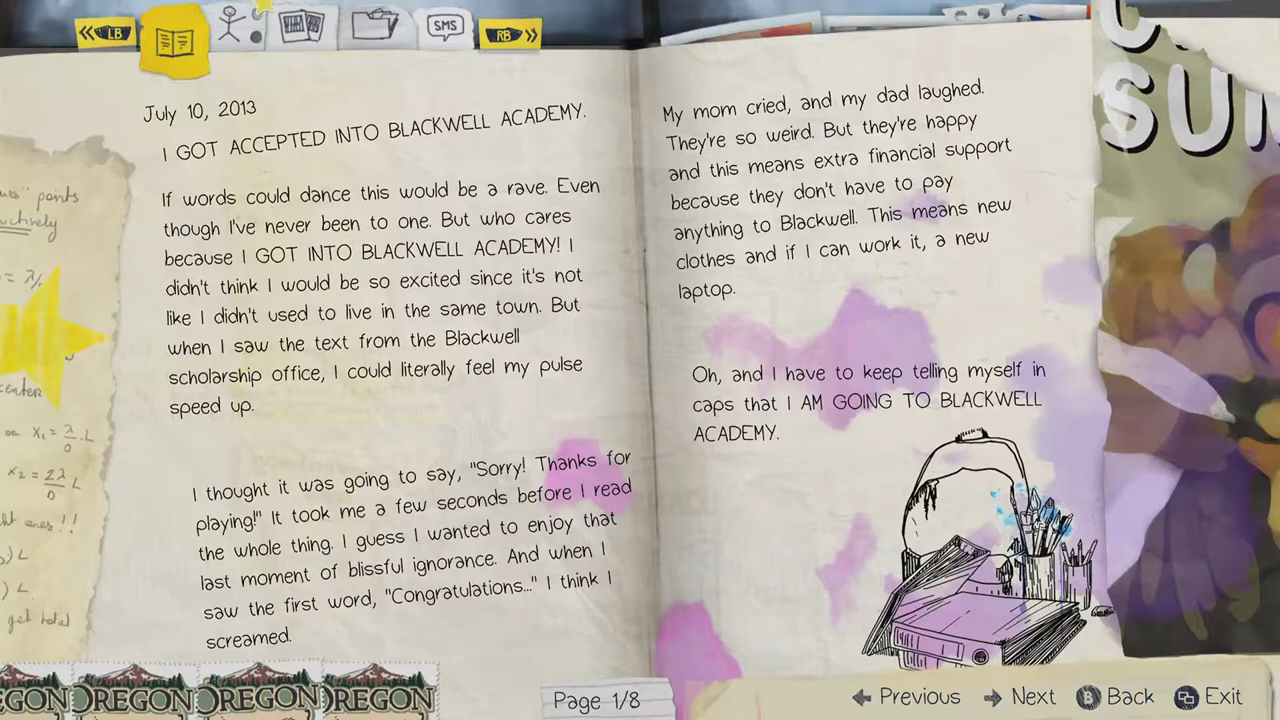 LB
SMS
RB
July 10, 2013
I GOT ACCEPTED INTO BLACKWELL ACADEMY.
If words could dance this would be a rave. Even
though I've never been to one. But who cares
because I GOT INTO BLACKWELL ACADEMY! I
didn't think I would be so excited since it's not
like I didn't used to live in the same town. But
when I saw the text from the Blackwell
scholarship office, I could literally feel my pulse
speed up.
I thought it was going to say, "Sorry! Thanks for
playing!" It took me a few seconds before I read
the whole thing. I guess I wanted to enjoy that
last moment of blissful ignorance. And when I
saw the first word, "Congratulations..." I think I
screamed.
My mom cried, and my dad laughed.
They're so weird. But they're happy
and this means extra financial support
because they don't have to pay
anything to Blackwell. This means new
clothes and if I can work it, a new
laptop.
Oh, and I have to keep telling myself in
caps that I AM GOING TO BLACKWELL
ACADEMY.
points
center
get total
OREGON OREGON OREGON
Page 1/8
Previous
Next
B Back
Exit